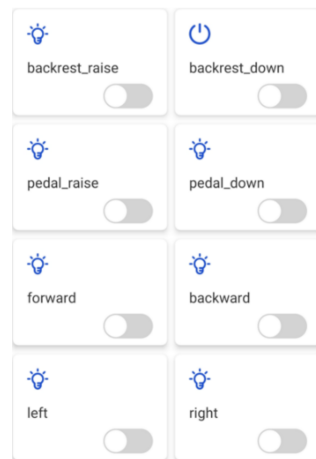 backrest_raise
backrest_down
pedal_raise
pedal_down
forward
backward
left
right